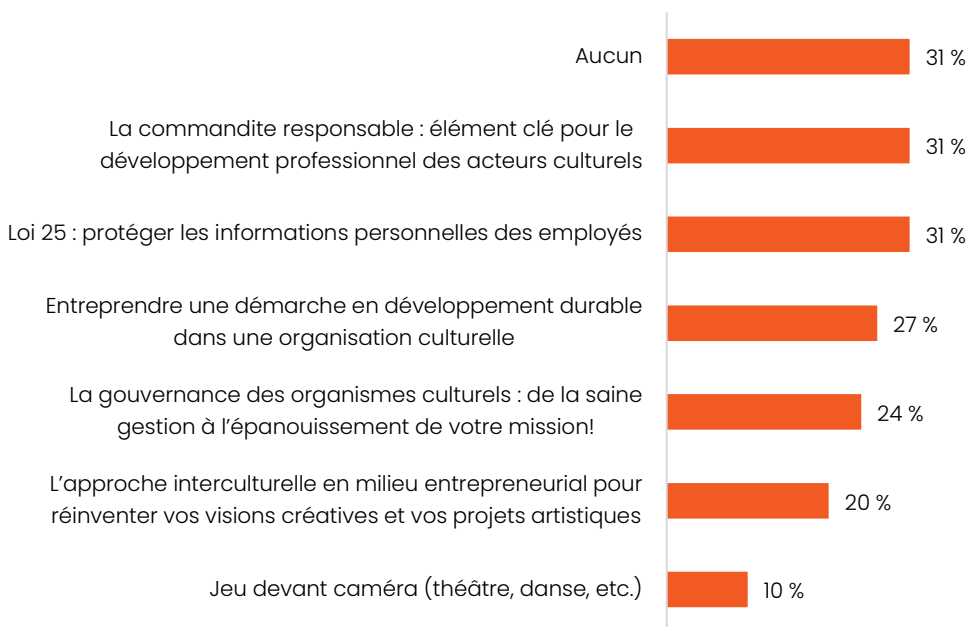 Aucun
31 %
La commandite responsable : élément clé pour le
développement professionnel des acteurs culturels
31 %
Loi 25 : protéger les informations personnelles des employés
31 %
Entreprendre une démarche en développement durable
dans une organisation culturelle
27 %
La gouvernance des organismes culturels : de la saine
gestion à l’épanouissement de votre mission!
24 %
L’approche interculturelle en milieu entrepreneurial pour
réinventer vos visions créatives et vos projets artistiques
20 %
Jeu devant caméra (théâtre, danse, etc.)
10 %